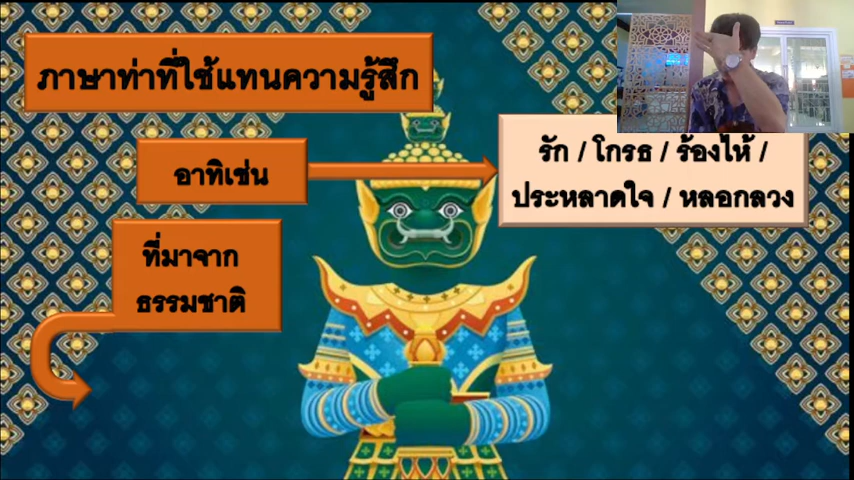 ภาษาท่าที่ใช้แทนความรู้สึก
อาทิเช่น
รัก / โกรธ / ร้องไห้ /
ประหลาดใจ / หลอกลวง
ที่มาจาก
ธรรมชาติ